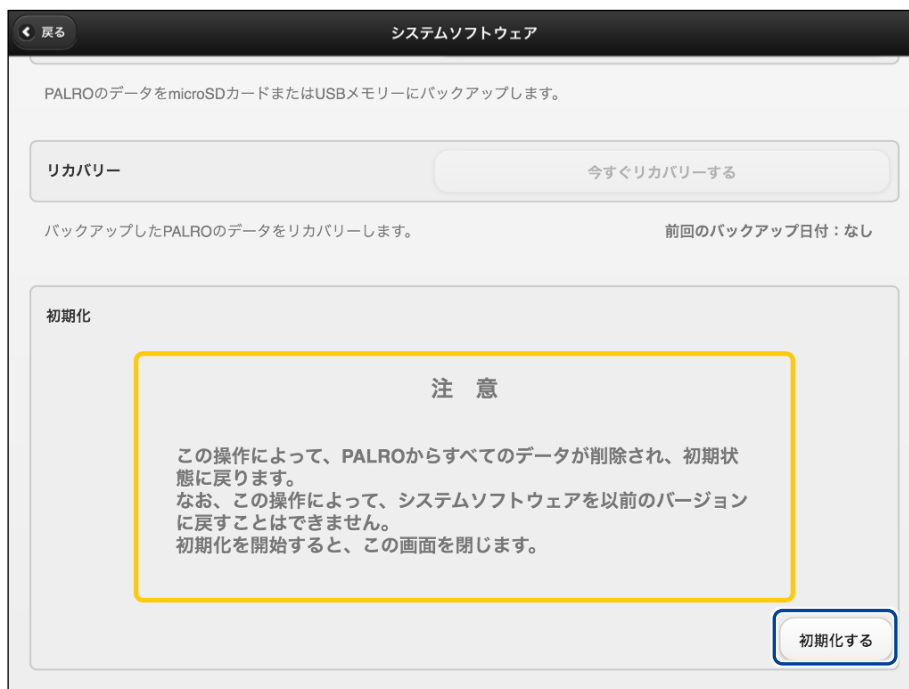 戻る
システムソフトウェア
PALROのデータをmicroSDカードまたはUSBメモリーにバックアップします。
リカバリー
今すぐリカバリーする
バックアップしたPALROのデータをリカバリーします。
前回のバックアップ日付：なし
初期化
注　意
この操作によって、PALROからすべてのデータが削除され、初期状
態に戻ります。
なお、この操作によって、システムソフトウェアを以前のバージョン
に戻すことはできません。
初期化を開始すると、この画面を閉じます。
初期化する